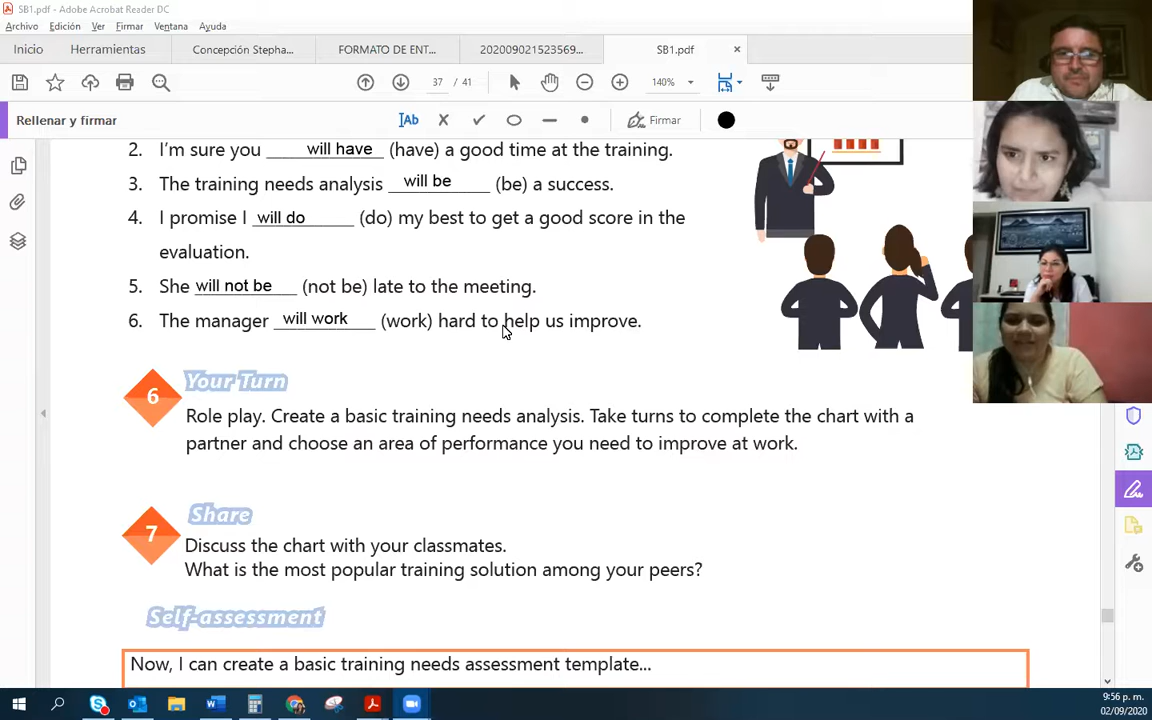 SB1.pdf - Adobe Acrobat Reader DC
Archivo Edición Ver Firmar Ventana Ayuda
Inicio Herramientas Concepción Stepha... FORMATO DE ENT... 202009021523569... SB1.pdf ×
37 / 41 140%
Rellenar y firmar Ab Firmar
2. I'm sure you will have (have) a good time at the training.
3. The training needs analysis will be (be) a success.
4. I promise I will do (do) my best to get a good score in the
evaluation.
5. She will not be (not be) late to the meeting.
6. The manager will work (work) hard to help us improve.
6 Your Turn
Role play. Create a basic training needs analysis. Take turns to complete the chart with a
partner and choose an area of performance you need to improve at work.
7 Share
Discuss the chart with your classmates.
What is the most popular training solution among your peers?
Self-assessment
Now, I can create a basic training needs assessment template...
9:56 p. m.
02/09/2020